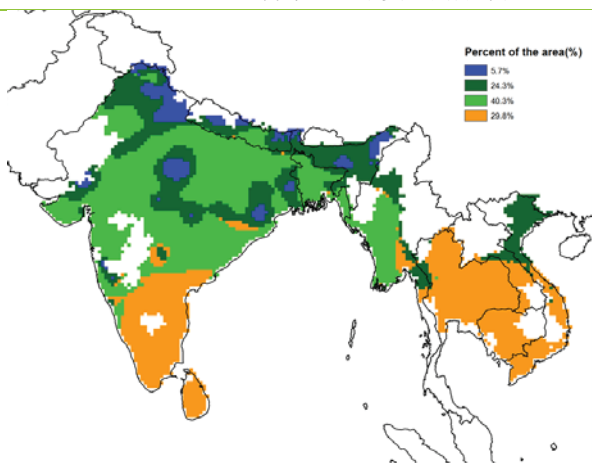 Percent of the area(%)
5.7%
24.3%
40.3%
29.8%